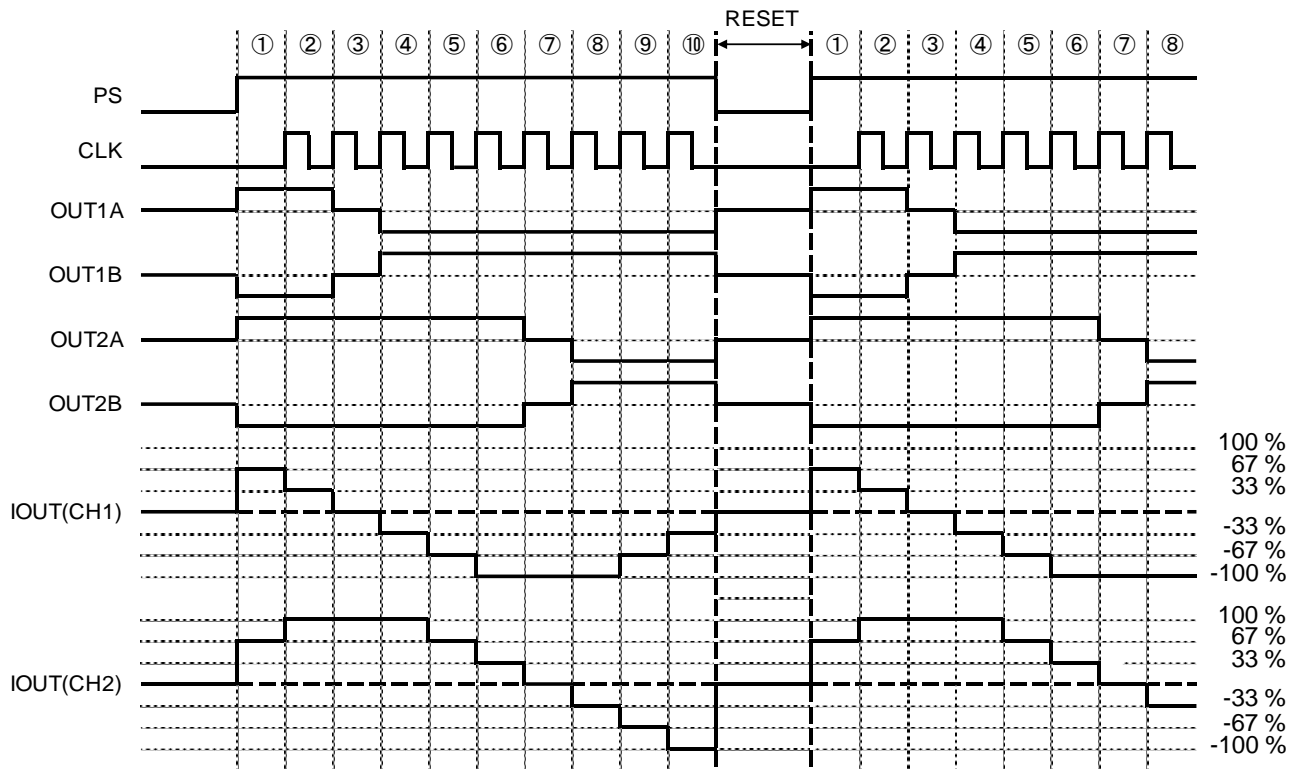 RESET
① ② ③ ④ ⑤ ⑥ ⑦ ⑧ ⑨ ⑩ ① ② ③ ④ ⑤ ⑥ ⑦ ⑧
PS
CLK
OUT1A
OUT1B
OUT2A
OUT2B
100 %
67 %
33 %
IOUT(CH1)
-33 %
-67 %
-100 %
100 %
67 %
33 %
IOUT(CH2)
-33 %
-67 %
-100 %